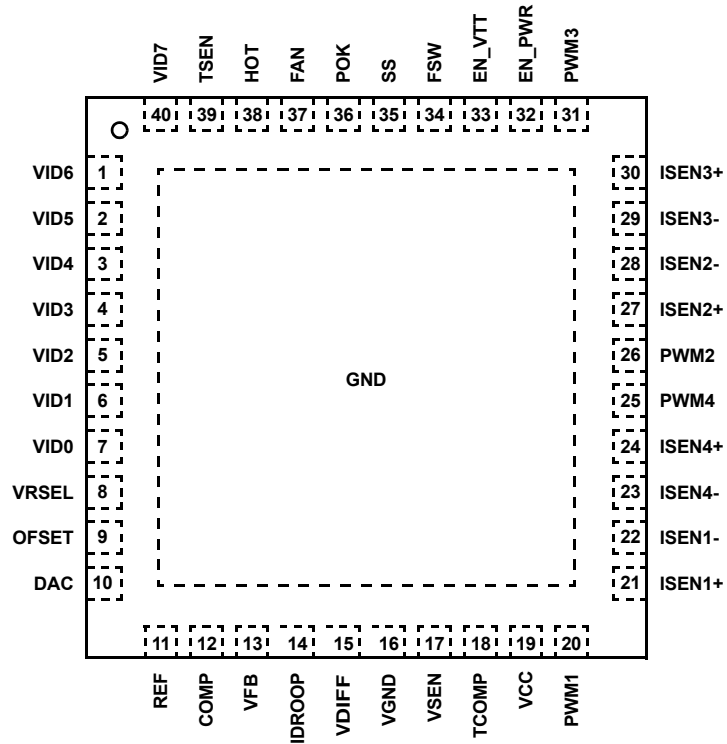 VID7
TSEN
HOT
FAN
POK
SS
FSW
EN_VTT
EN_PWR
PWM3
40 39 38 37 36 35 34 33 32 31
VID6 1
VID5 2
VID4 3
VID3 4
VID2 5
VID1 6
VID0 7
VRSEL 8
OFSET 9
DAC 10
GND
30 ISEN3+
29 ISEN3-
28 ISEN2-
27 ISEN2+
26 PWM2
25 PWM4
24 ISEN4+
23 ISEN4-
22 ISEN1-
21 ISEN1+
11 12 13 14 15 16 17 18 19 20
REF
COMP
VFB
IDROOP
VDIFF
VGND
VSEN
TCOMP
VCC
PWM1